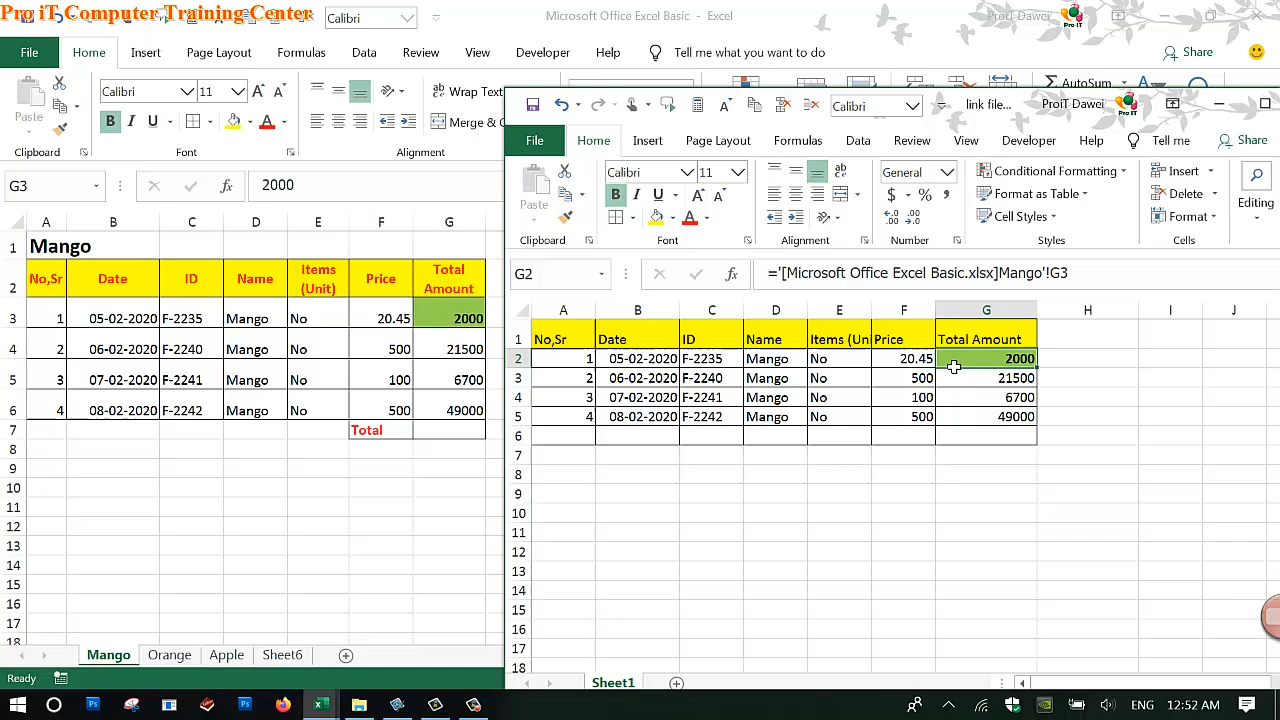 Pro iT Computer Training Center
Calibri
Microsoft Office Excel Basic - Excel
ProIT Dawei
File Home Insert Page Layout Formulas Data Review View Developer Help Tell me what you want to do Share
Paste
Calibri 11
B I U A
Wrap Text
Merge & C
AutoSum
Clipboard Font Alignment
G3 fx 2000
A B C D E F G
1 Mango
2 No,Sr Date ID Name Items (Unit) Price Total Amount
3 1 05-02-2020 F-2235 Mango No 20.45 2000
4 2 06-02-2020 F-2240 Mango No 500 21500
5 3 07-02-2020 F-2241 Mango No 100 6700
6 4 08-02-2020 F-2242 Mango No 500 49000
7 Total
8
9
10
11
12
13
14
15
16
17
18
Mango Orange Apple Sheet6
Ready
Calibri link file... ProIT Dawei
File Home Insert Page Layout Formulas Data Review View Developer Tell me Share
Paste
Calibri 11
B I U A
General
$ % ,
Conditional Formatting
Format as Table
Cell Styles
Insert
Delete
Format
Editing
Clipboard Font Alignment Number Styles Cells
G2 fx ='[Microsoft Office Excel Basic.xlsx]Mango'!G3
A B C D E F G H I J
1 No,Sr Date ID Name Items (Uni Price Total Amount
2 1 05-02-2020 F-2235 Mango No 20.45 2000
3 2 06-02-2020 F-2240 Mango No 500 21500
4 3 07-02-2020 F-2241 Mango No 100 6700
5 4 08-02-2020 F-2242 Mango No 500 49000
6
7
8
9
10
11
12
13
14
15
16
17
18
Sheet1
ENG 12:52 AM